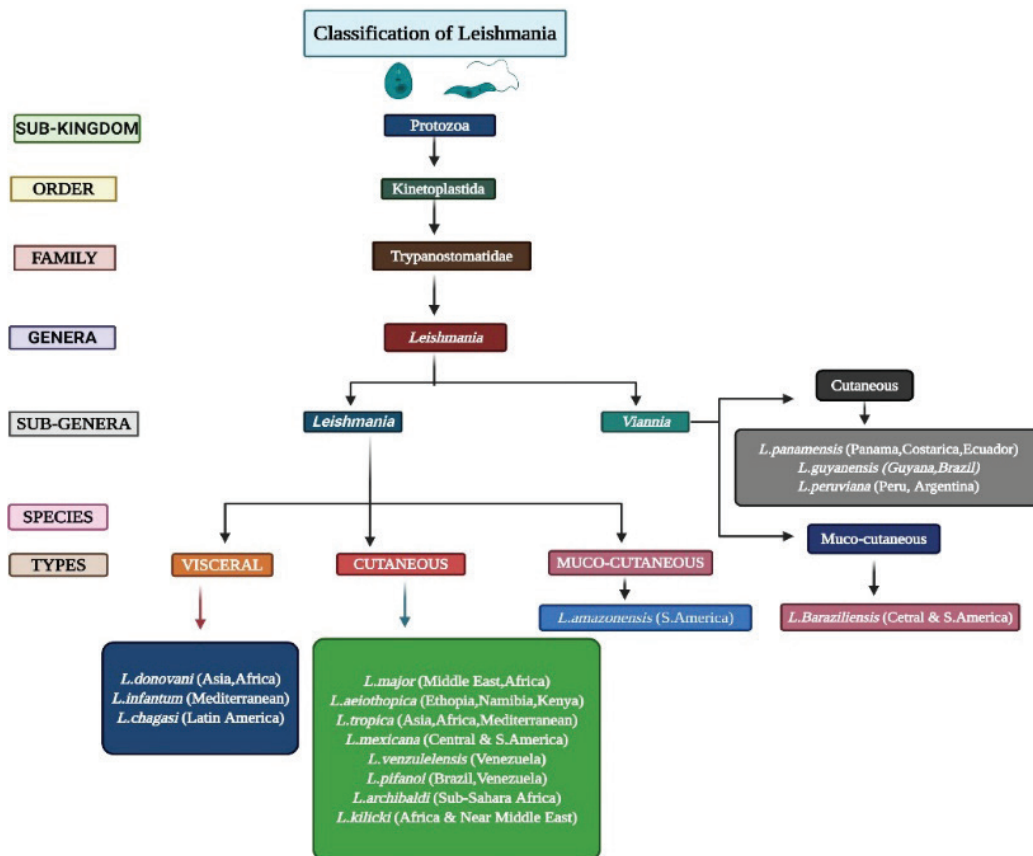 Classification of Leishmania
SUB-KINGDOM
Protozoa
ORDER
Kinetoplastida
FAMILY
Trypanostomatidae
GENERA
Leishmania
SUB-GENERA
Leishmania
Viannia
Cutaneous
L.panamensis (Panama,Costarica,Ecuador)
L.guyanensis (Guyana,Brazil)
L.peruviana (Peru, Argentina)
SPECIES
Muco-cutaneous
TYPES
VISCERAL
CUTANEOUS
MUCO-CUTANEOUS
L.amazonensis (S.America)
L.Baraziliensis (Cetral & S.America)
L.donovani (Asia,Africa)
L.infantum (Mediterranean)
L.chagasi (Latin America)
L.major (Middle East,Africa)
L.aeiothopica (Ethopia,Namibia,Kenya)
L.tropica (Asia,Africa,Mediterranean)
L.mexicana (Central & S.America)
L.venzulelensis (Venezuela)
L.pifanoi (Brazil,Venezuela)
L.archibaldi (Sub-Sahara Africa)
L.kilicki (Africa & Near Middle East)